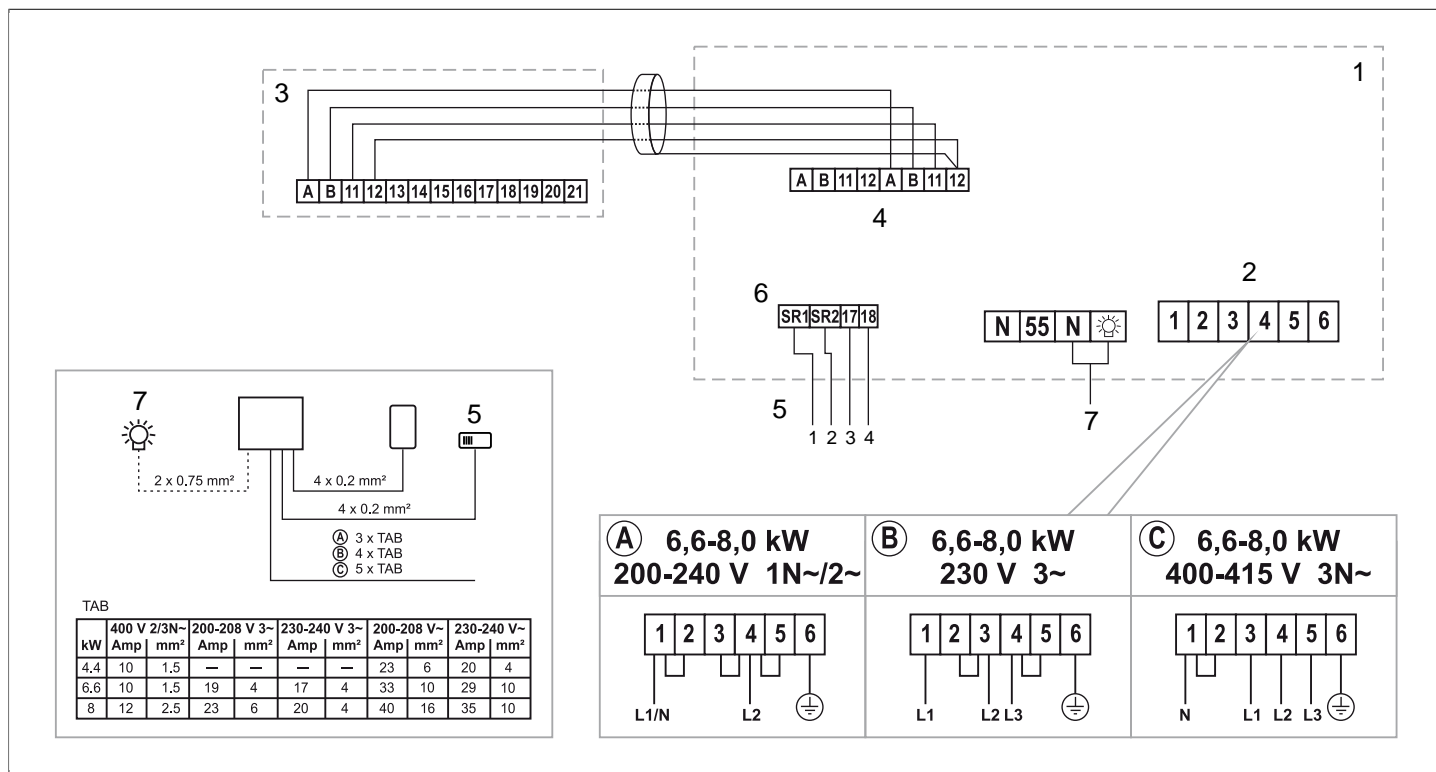 3
1
A B 11 12 13 14 15 16 17 18 19 20 21
A B 11 12 A B 11 12
4
6
SR1 SR2 17 18
5
1 2 3 4
N 55 N
7
2
1 2 3 4 5 6
7
5
2 x 0.75 mm²
4 x 0.2 mm²
4 x 0.2 mm²
Ⓐ 3 x TAB
Ⓑ 4 x TAB
Ⓒ 5 x TAB
TAB
400 V 2/3N~ 200-208 V 3~ 230-240 V 3~ 200-208 V~ 230-240 V~
kW Amp mm² Amp mm² Amp mm² Amp mm² Amp mm²
4.4 10 1.5 — — — — 23 6 20 4
6.6 10 1.5 19 4 17 4 33 10 29 10
8 12 2.5 23 6 20 4 40 16 35 10
Ⓐ 6,6-8,0 kW
200-240 V 1N~/2~
1 2 3 4 5 6
L1/N L2
Ⓑ 6,6-8,0 kW
230 V 3~
1 2 3 4 5 6
L1 L2 L3
Ⓒ 6,6-8,0 kW
400-415 V 3N~
1 2 3 4 5 6
N L1 L2 L3